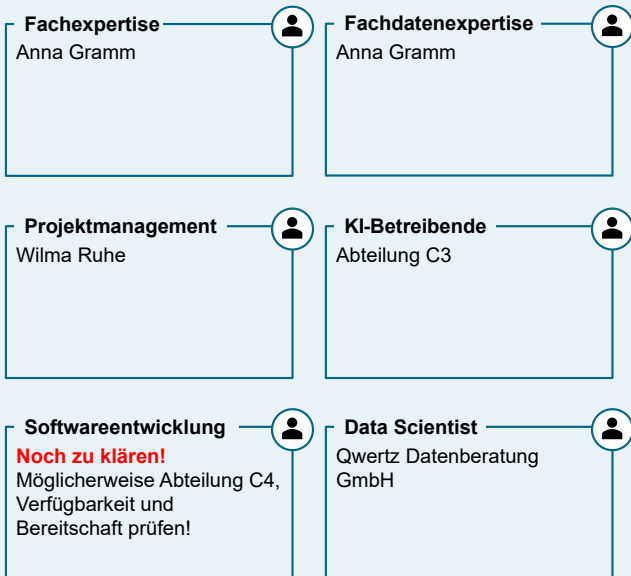 Fachexpertise
Anna Gramm
Fachdatenexpertise
Anna Gramm
Projektmanagement
Wilma Ruhe
KI-Betreibende
Abteilung C3
Softwareentwicklung
Noch zu klären!
Möglicherweise Abteilung C4,
Verfügbarkeit und
Bereitschaft prüfen!
Data Scientist
Qwertz Datenberatung
GmbH